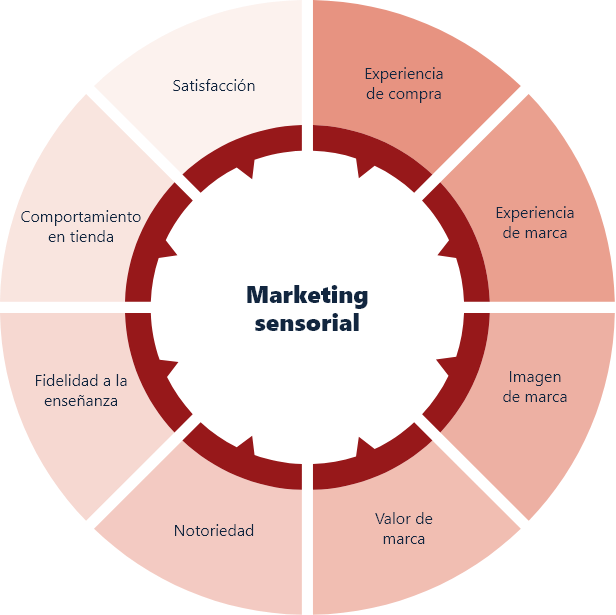 Satisfacción
Experiencia
de compra
Experiencia
de marca
Imagen
de marca
Valor de
marca
Notoriedad
Fidelidad a la
enseñanza
Comportamiento
en tienda
Marketing
sensorial